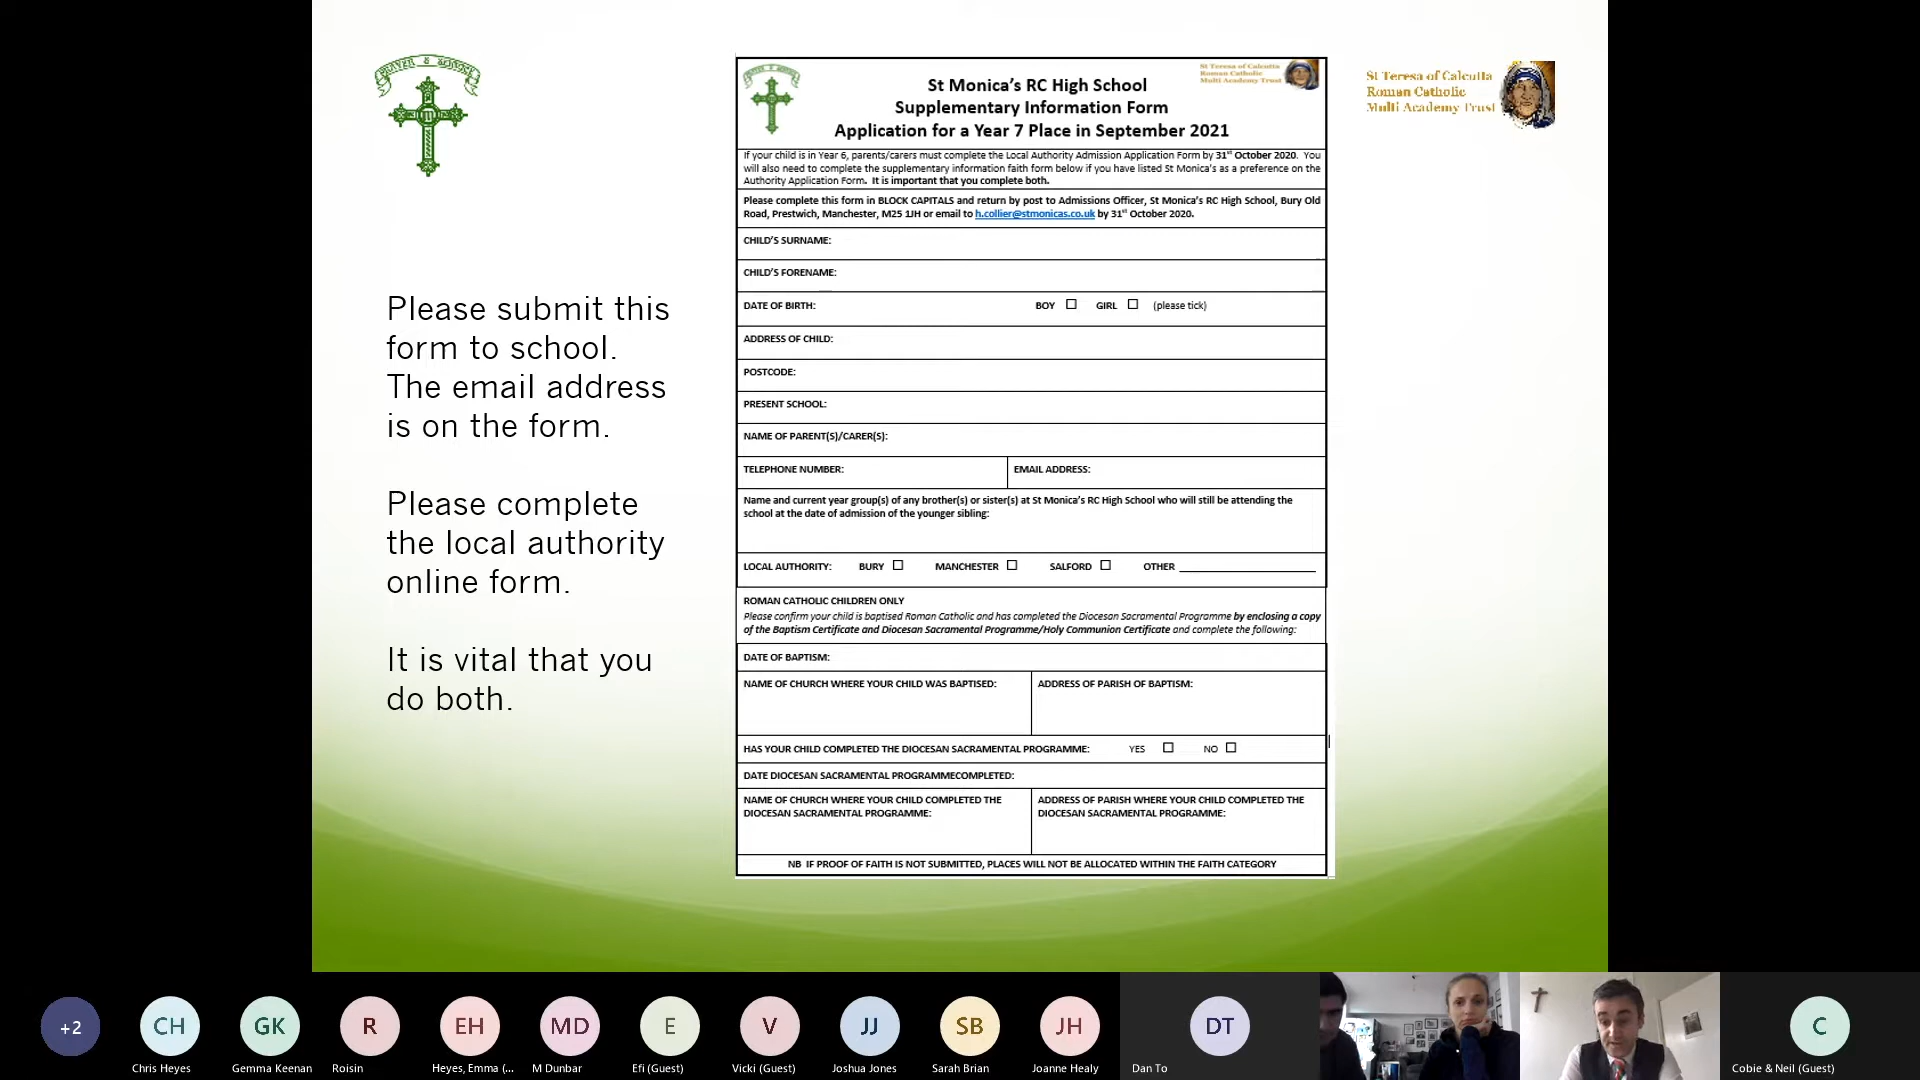 PRAYER &
St Teresa of Calcutta
Roman Catholic
Multi Academy Trust
Please submit this
form to school.
The email address
is on the form.
Please complete
the local authority
online form.
It is vital that you
do both.
St Teresa of Calcutta
Roman Catholic
Multi Academy Trust
St Monica's RC High School
Supplementary Information Form
Application for a Year 7 Place in September 2021
If your child is in Year 6, parents/carers must complete the Local Authority Admission Application Form by 31st October 2020. You
will also need to complete the supplementary information faith form below if you have listed St Monica's as a preference on the
Authority Application Form. It is important that you complete both.
Please complete this form in BLOCK CAPITALS and return by post to Admissions Officer, St Monica's RC High School, Bury Old
Road, Prestwich, Manchester, M25 1JH or email to h.collier@stmonicas.co.uk by 31st October 2020.
CHILD'S SURNAME:
CHILD'S FORENAME:
DATE OF BIRTH: BOY ☐ GIRL ☐ (please tick)
ADDRESS OF CHILD:
POSTCODE:
PRESENT SCHOOL:
NAME OF PARENT(S)/CARER(S):
TELEPHONE NUMBER: EMAIL ADDRESS:
Name and current year group(s) of any brother(s) or sister(s) at St Monica's RC High School who will still be attending the
school at the date of admission of the younger sibling:
LOCAL AUTHORITY: BURY ☐ MANCHESTER ☐ SALFORD ☐ OTHER
ROMAN CATHOLIC CHILDREN ONLY
Please confirm your child is baptised Roman Catholic and has completed the Diocesan Sacramental Programme by enclosing a copy
of the Baptism Certificate and Diocesan Sacramental Programme/Holy Communion Certificate and complete the following:
DATE OF BAPTISM:
NAME OF CHURCH WHERE YOUR CHILD WAS BAPTISED: ADDRESS OF PARISH OF BAPTISM:
HAS YOUR CHILD COMPLETED THE DIOCESAN SACRAMENTAL PROGRAMME: YES ☐ NO ☐
DATE DIOCESAN SACRAMENTAL PROGRAMMECOMPLETED:
NAME OF CHURCH WHERE YOUR CHILD COMPLETED THE
DIOCESAN SACRAMENTAL PROGRAMME:
ADDRESS OF PARISH WHERE YOUR CHILD COMPLETED THE
DIOCESAN SACRAMENTAL PROGRAMME:
NB IF PROOF OF FAITH IS NOT SUBMITTED, PLACES WILL NOT BE ALLOCATED WITHIN THE FAITH CATEGORY
+2 CH GK R EH MD E V JJ SB JH DT C
Chris Heyes Gemma Keenan Roisin Heyes, Emma (... M Dunbar Efi (Guest) Vicki (Guest) Joshua Jones Sarah Brian Joanne Healy Dan To Cobie & Neil (Guest)